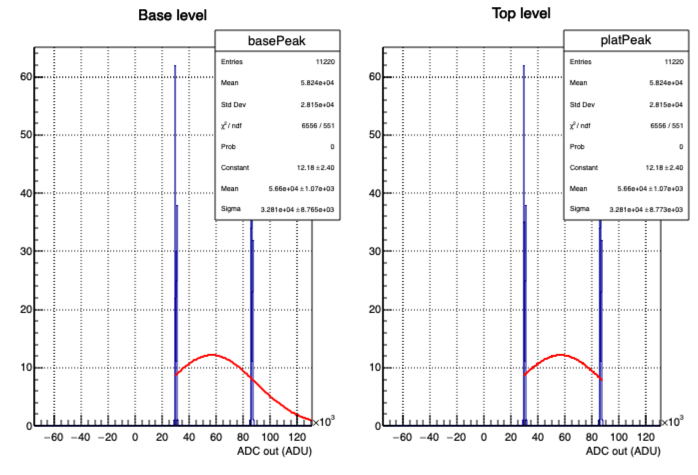 Base level
basePeak
Entries 11220
Mean 5.824e+04
Std Dev 2.815e+04
χ²/ ndf 6556 / 551
Prob 0
Constant 12.18±2.40
Mean 5.66e+04±1.07e+03
Sigma 3.281e+04±8.765e+03
60
50
40
30
20
10
0
−60 −40 −20 0 20 40 60 80 100 120
×10³
ADC out (ADU)
Top level
platPeak
Entries 11220
Mean 5.824e+04
Std Dev 2.815e+04
χ²/ ndf 6556 / 551
Prob 0
Constant 12.18±2.40
Mean 5.66e+04±1.07e+03
Sigma 3.281e+04±8.773e+03
60
50
40
30
20
10
0
−60 −40 −20 0 20 40 60 80 100 120
×10³
ADC out (ADU)